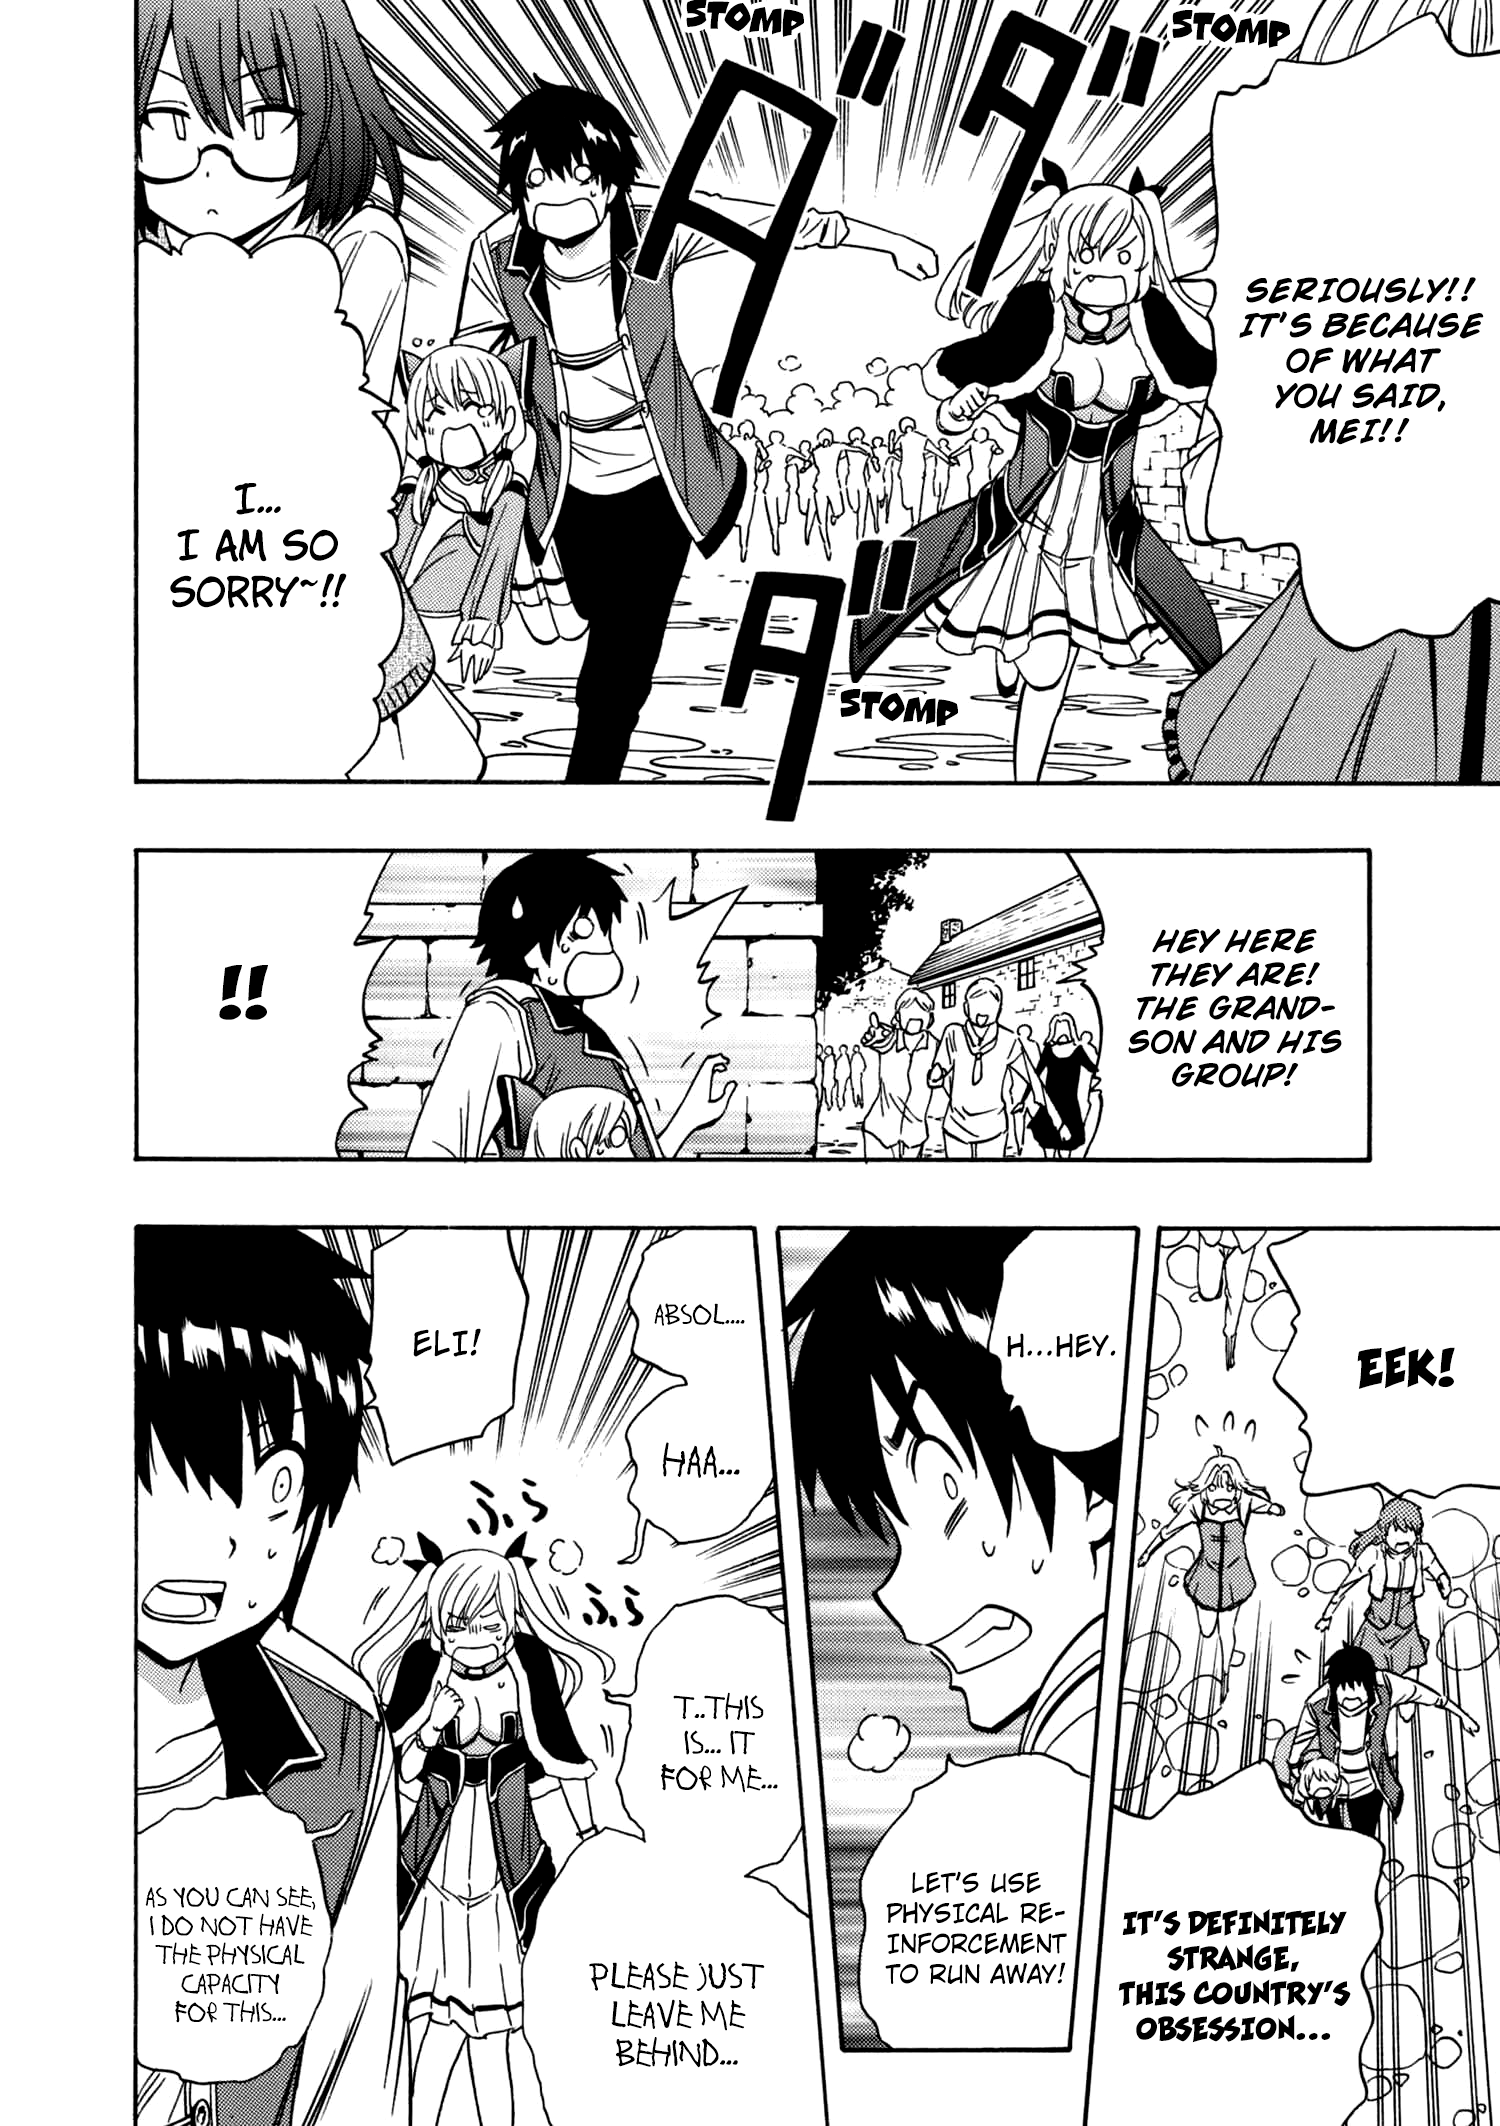 STOMP
STOMP
ダダダ
SERIOUSLY!!
IT'S BECAUSE
OF WHAT
YOU SAID,
MEI!!
I...
I AM SO
SORRY~!!
STOMP
HEY HERE
THEY ARE!
THE GRAND-
SON AND HIS
GROUP!
!!
EEK!
IT'S DEFINITELY
STRANGE,
THIS COUNTRY'S
OBSESSION...
H...HEY.
LET'S USE
PHYSICAL RE-
INFORCEMENT
TO RUN AWAY!
ABSOL....
HAA...
ELI!
ふら
ふら
T..THIS
IS... IT
FOR ME...
PLEASE JUST
LEAVE ME
BEHIND...
AS YOU CAN SEE,
I DO NOT HAVE
THE PHYSICAL
CAPACITY
FOR THIS...